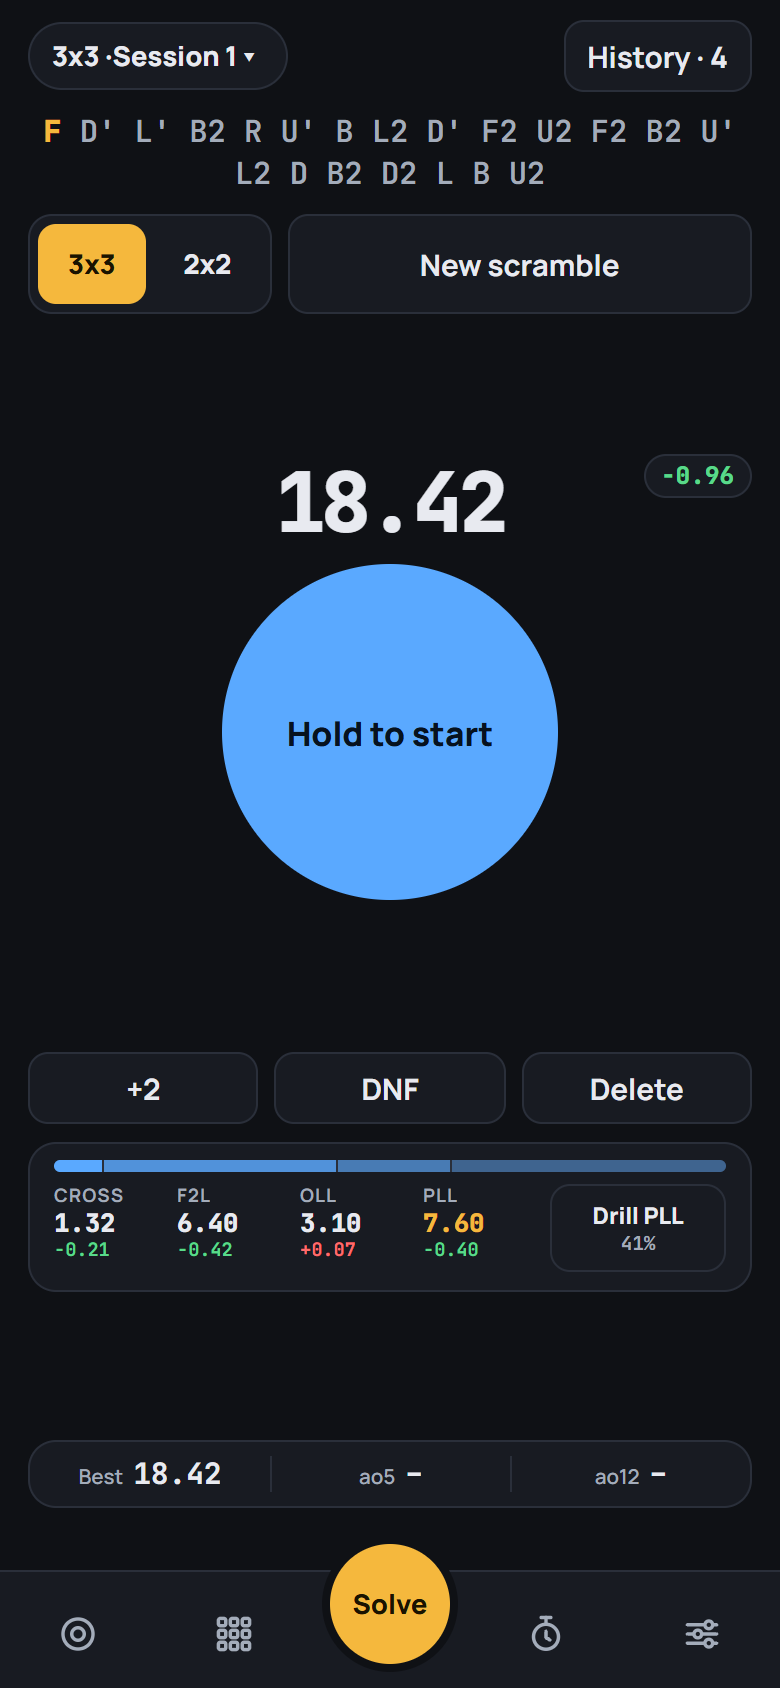 3x3 ·Session 1 ▾
History · 4
F D' L' B2 R U' B L2 D' F2 U2 F2 B2 U'
L2 D B2 D2 L B U2
3x3
2x2
New scramble
18.42
-0.96
Hold to start
+2
DNF
Delete
CROSS F2L OLL PLL
1.32 6.40 3.10 7.60
-0.21 -0.42 +0.07 -0.40
Drill PLL
41%
Best 18.42
ao5 –
ao12 –
Solve